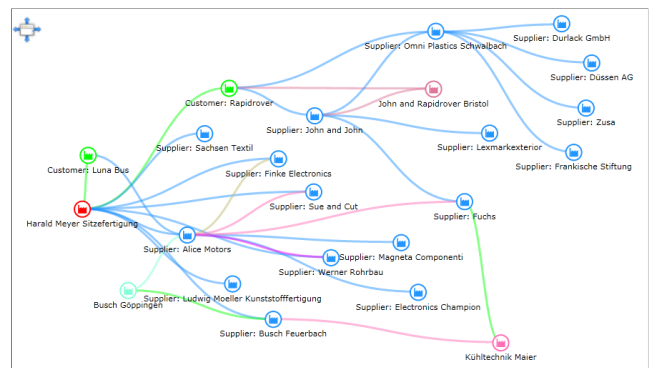 Supplier: Durlack GmbH
Supplier: Omni Plastics Schwalbach
Supplier: Düssen AG
Customer: Rapidrover
John and Rapidrover Bristol
Supplier: Zusa
Supplier: John and John
Supplier: Sachsen Textil
Supplier: Lexmarkexterior
Supplier: Frankische Stiftung
Customer: Luna Bus
Supplier: Finke Electronics
Supplier: Sue and Cut
Supplier: Fuchs
Harald Meyer Sitzefertigung
Supplier: Alice Motors
Supplier: Magneta Componenti
Supplier: Werner Rohrbau
Busch Göppingen
Supplier: Ludwig Moeller Kunststofffertigung
Supplier: Electronics Champion
Supplier: Busch Feuerbach
Kühltechnik Maier